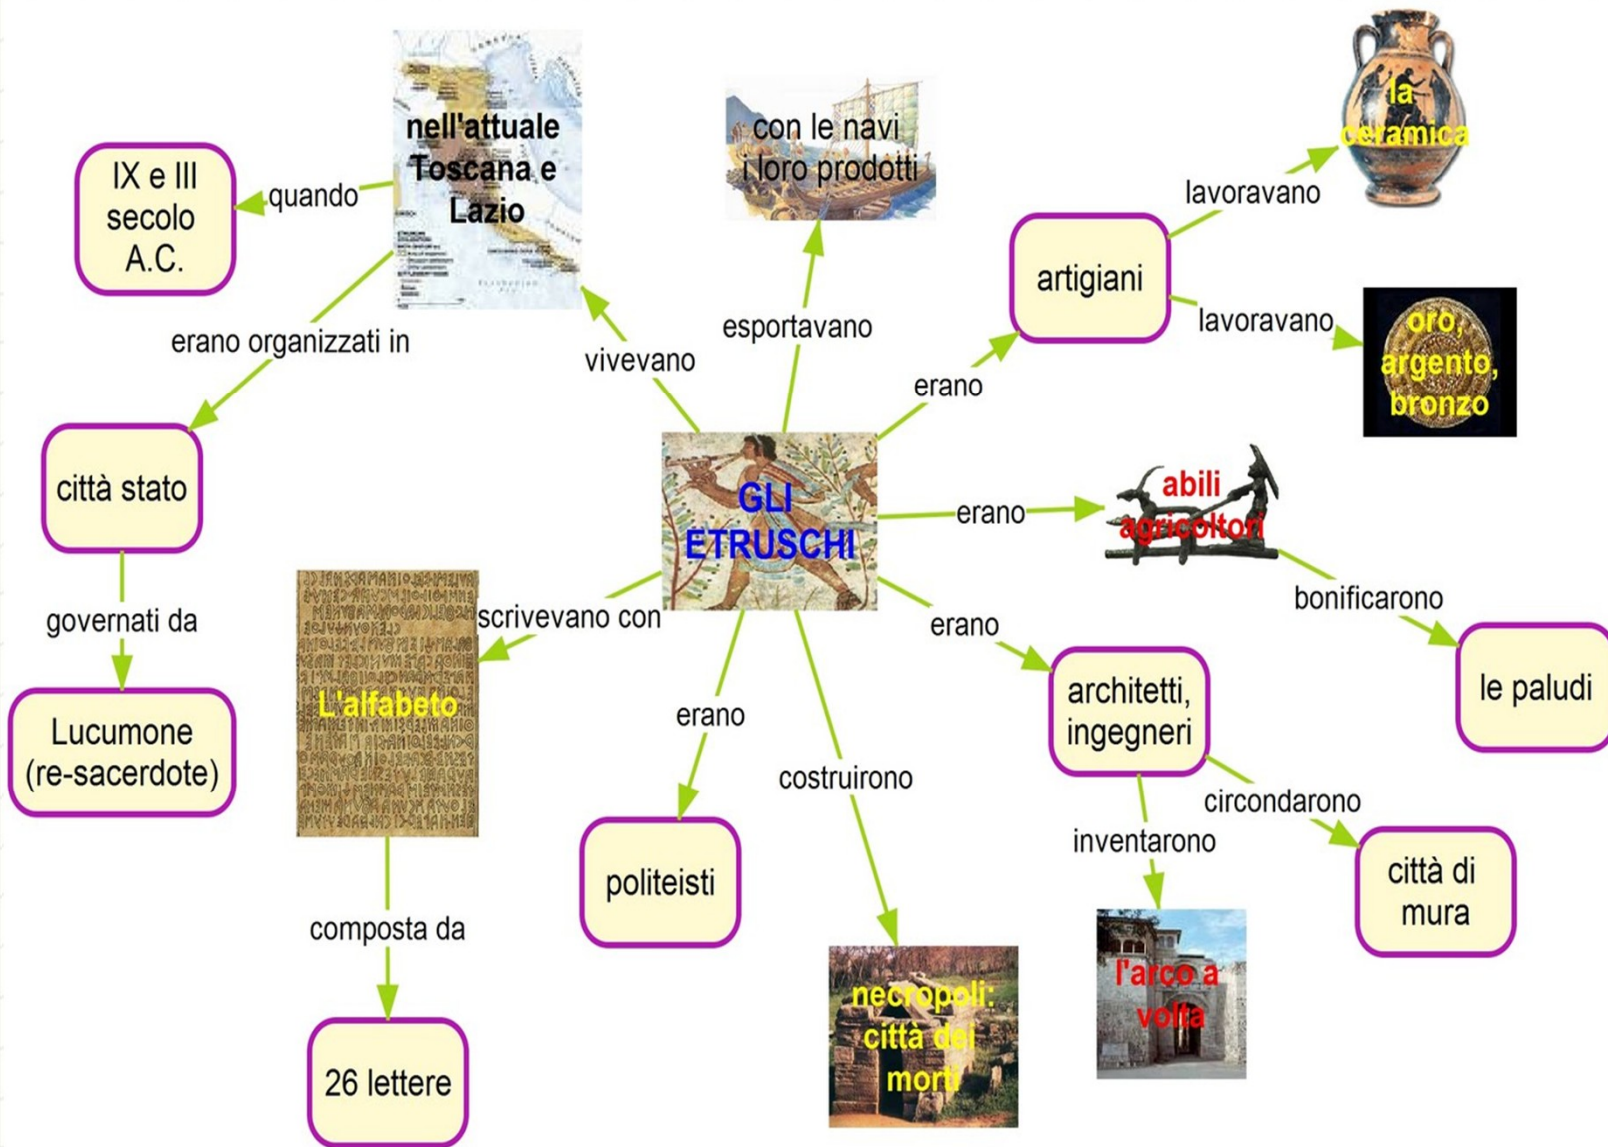 nell'attuale
Toscana e
Lazio
quando
IX e III
secolo
A.C.
erano organizzati in
città stato
governati da
Lucumone
(re-sacerdote)
vivevano
con le navi
i loro prodotti
esportavano
la
ceramica
lavoravano
artigiani
lavoravano
oro,
argento,
bronzo
erano
GLI
ETRUSCHI
erano
abili
agricoltori
bonificarono
le paludi
erano
architetti,
ingegneri
circondarono
città di
mura
inventarono
l'arco a
volta
costruirono
necropoli:
città dei
morti
erano
politeisti
scrivevano con
L'alfabeto
composta da
26 lettere